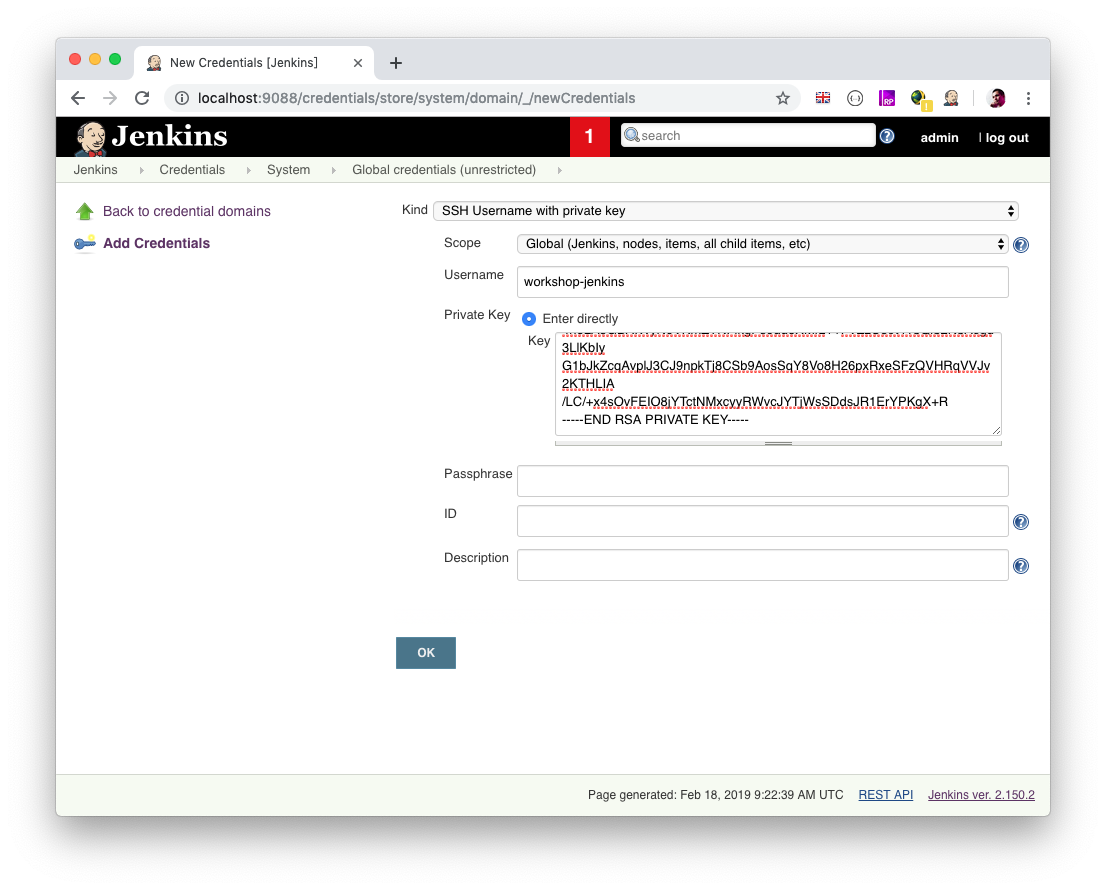 New Credentials [Jenkins]
localhost:9088/credentials/store/system/domain/_/newCredentials
RP
!
Jenkins
1
search
admin
log out
Jenkins
Credentials
System
Global credentials (unrestricted)
Back to credential domains
Add Credentials
Kind
SSH Username with private key
Scope
Global (Jenkins, nodes, items, all child items, etc)
Username
workshop-jenkins
Private Key
Enter directly
Key
3LlKbIy
G1bJkZcqAvplJ3CJ9npkTj8CSb9AosSqY8Vo8H26pxRxeSFzQVHRqVVJv
2KTHLIA
/LC/+x4sOvFEIO8jYTctNMxcyyRWvcJYTjWsSDdsJR1ErYPKgX+R
-----END RSA PRIVATE KEY-----
Passphrase
ID
Description
OK
Page generated: Feb 18, 2019 9:22:39 AM UTC
REST API
Jenkins ver. 2.150.2